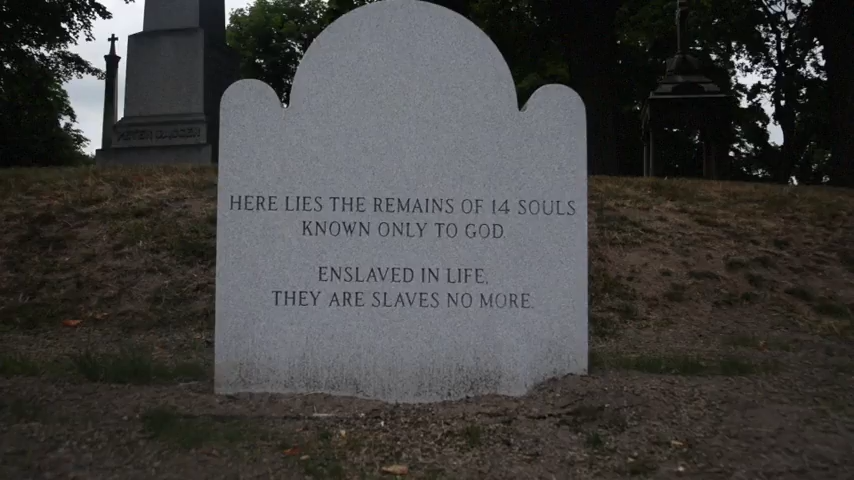 HERE LIES THE REMAINS OF 14 SOULS
KNOWN ONLY TO GOD.
ENSLAVED IN LIFE,
THEY ARE SLAVES NO MORE.